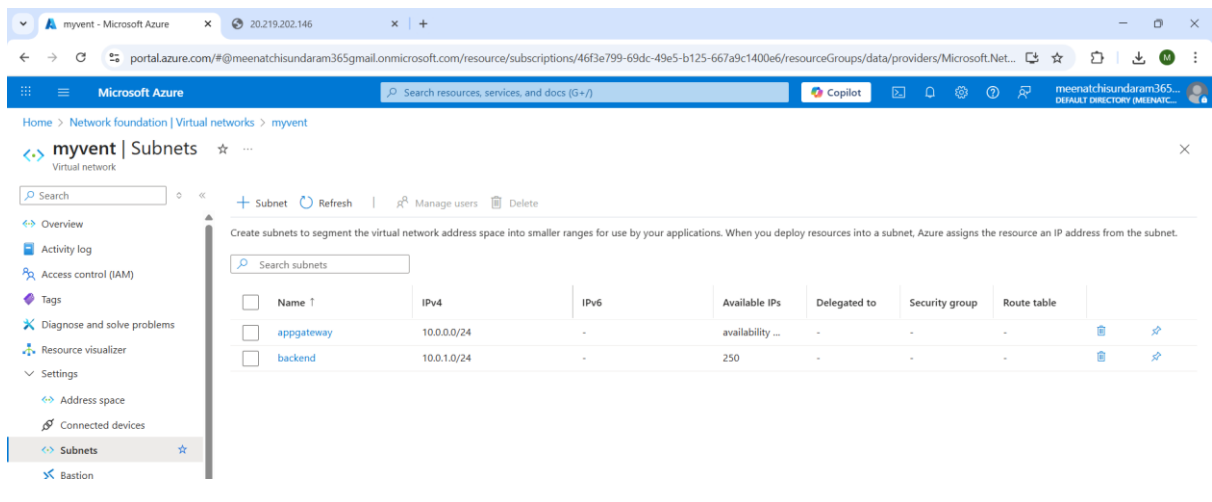 myvent - Microsoft Azure
20.219.202.146
portal.azure.com/#@meenatchisundaram365gmail.onmicrosoft.com/resource/subscriptions/46f3e799-69dc-49e5-b125-667a9c1400e6/resourceGroups/data/providers/Microsoft.Net...
M
Microsoft Azure
Search resources, services, and docs (G+/)
Copilot
meenatchisundaram365...
DEFAULT DIRECTORY (MEENATC...
Home > Network foundation | Virtual networks > myvent
myvent | Subnets
Virtual network
Search
+ Subnet Refresh | Manage users Delete
Overview
Create subnets to segment the virtual network address space into smaller ranges for use by your applications. When you deploy resources into a subnet, Azure assigns the resource an IP address from the subnet.
Activity log
Search subnets
Access control (IAM)
Tags
Name ↑ IPv4 IPv6 Available IPs Delegated to Security group Route table
Diagnose and solve problems
appgateway 10.0.0.0/24 - availability ... - - -
Resource visualizer
backend 10.0.1.0/24 - 250 - - -
Settings
Address space
Connected devices
Subnets
Bastion